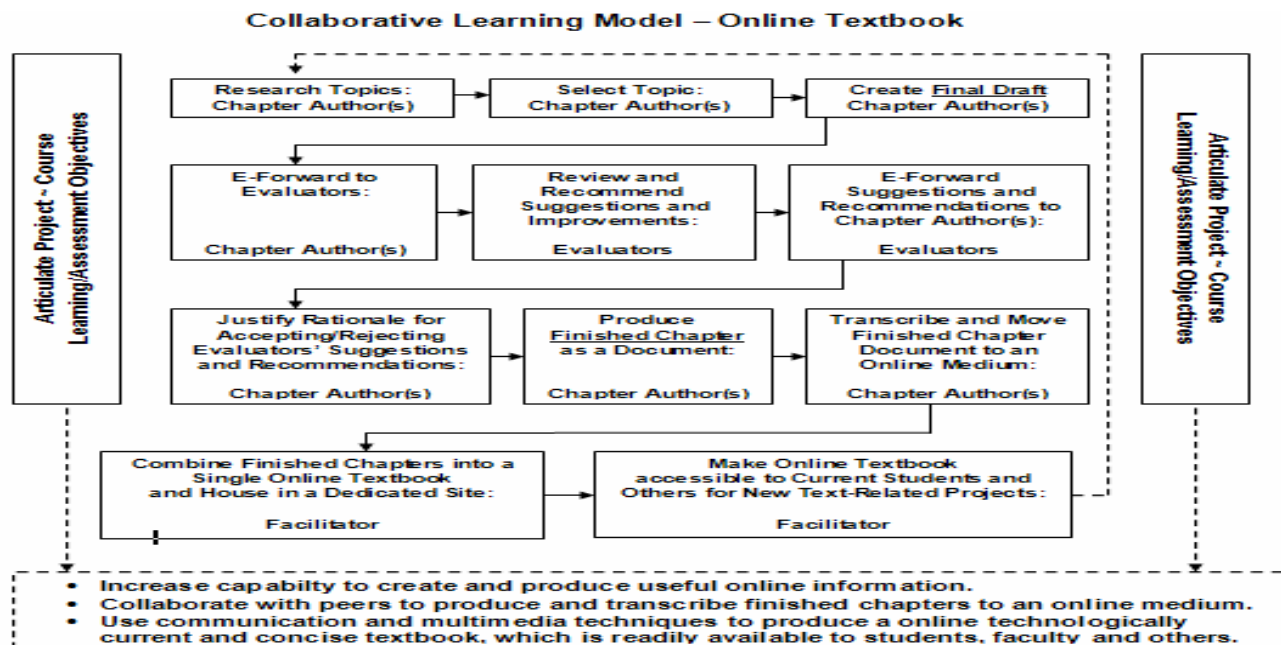 Collaborative Learning Model – Online Textbook
Articulate Project ~ Course
Learning/Assessment Objectives
Research Topics:
Chapter Author(s)
Select Topic:
Chapter Author(s)
Create Final Draft
Chapter Author(s)
E-Forward to
Evaluators:
Chapter Author(s)
Review and
Recommend
Suggestions and
Improvements:
Evaluators
E-Forward
Suggestions and
Recommendations to
Chapter Author(s):
Evaluators
Justify Rationale for
Accepting/Rejecting
Evaluators' Suggestions
and Recommendations:
Chapter Author(s)
Produce
Finished Chapter
as a Document:
Chapter Author(s)
Transcribe and Move
Finished Chapter
Document to an
Online Medium:
Chapter Author(s)
Combine Finished Chapters into a
Single Online Textbook
and House in a Dedicated Site:
Facilitator
Make Online Textbook
accessible to Current Students and
Others for New Text-Related Projects:
Facilitator
Articulate Project ~ Course
Learning/Assessment Objectives
• Increase capabilty to create and produce useful online information.
• Collaborate with peers to produce and transcribe finished chapters to an online medium.
• Use communication and multimedia techniques to produce a online technologically
current and concise textbook, which is readily available to students, faculty and others.